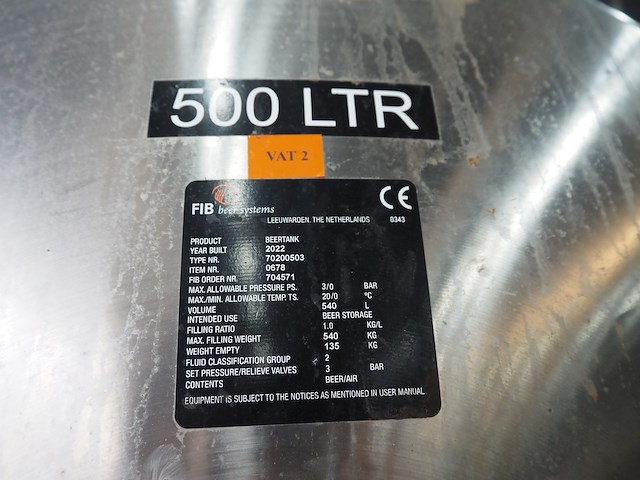 500 LTR
VAT 2
FIB beer systems CE
LEEUWARDEN, THE NETHERLANDS 0343
PRODUCT BEERTANK
YEAR BUILT 2022
TYPE NR. 70200503
ITEM NR. 0678
FIB ORDER NR. 704571
MAX. ALLOWABLE PRESSURE PS. 3/0 BAR
MAX./MIN. ALLOWABLE TEMP. TS. 20/0 °C
VOLUME 540 L
INTENDED USE BEER STORAGE
FILLING RATIO 1.0 KG/L
MAX. FILLING WEIGHT 540 KG
WEIGHT EMPTY 135 KG
FLUID CLASSIFICATION GROUP 2
SET PRESSURE/RELIEVE VALVES 3 BAR
CONTENTS BEER/AIR
EQUIPMENT IS SUBJECT TO THE NOTICES AS MENTIONED IN USER MANUAL